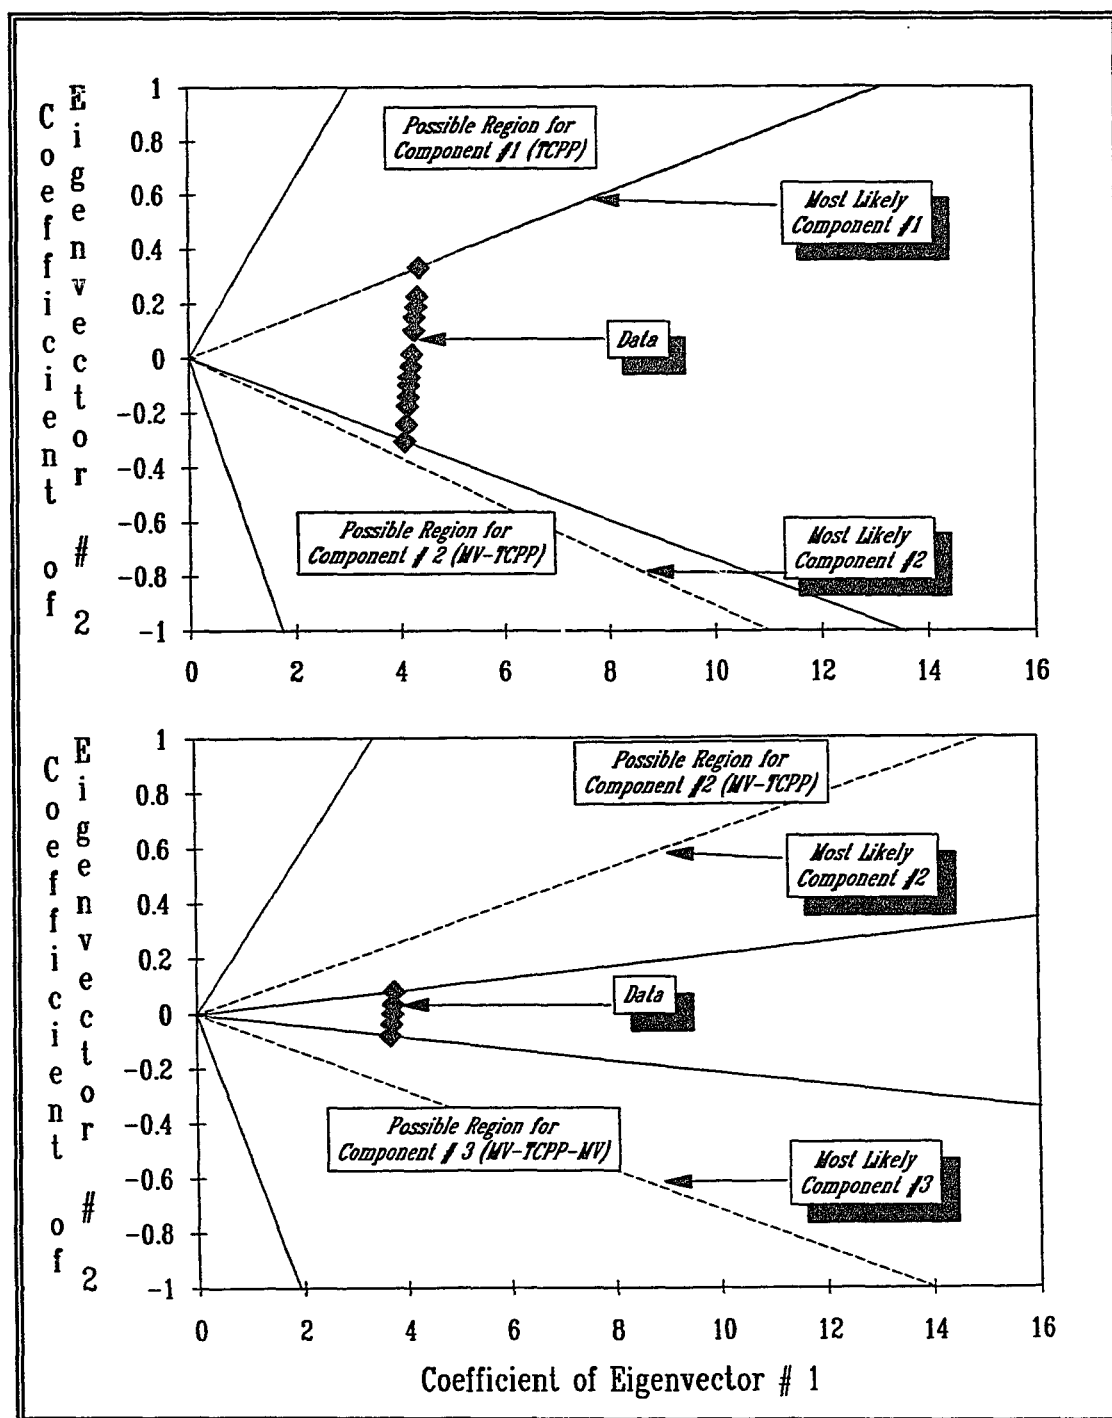 Coefficient of
Eigenvector # 2
1
0.8
0.6
0.4
0.2
0
-0.2
-0.4
-0.6
-0.8
-1
Possible Region for
Component #1 (TCPP)
Most Likely
Component #1
Data
Possible Region for
Component # 2 (MV-TCPP)
Most Likely
Component #2
0 2 4 6 8 10 12 14 16
Coefficient of
Eigenvector # 2
1
0.8
0.6
0.4
0.2
0
-0.2
-0.4
-0.6
-0.8
-1
Possible Region for
Component #2 (MV-TCPP)
Most Likely
Component #2
Data
Possible Region for
Component # 3 (MV-TCPP-MV)
Most Likely
Component #3
0 2 4 6 8 10 12 14 16
Coefficient of Eigenvector # 1